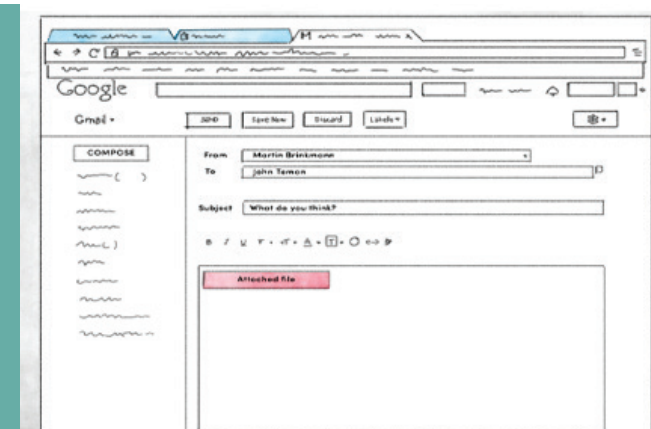 Google
Gmail
SEND Save Now Discard Labels
COMPOSE
From Martin Brinkmann
To John Teman
Subject What do you think?
B I U
Attached file